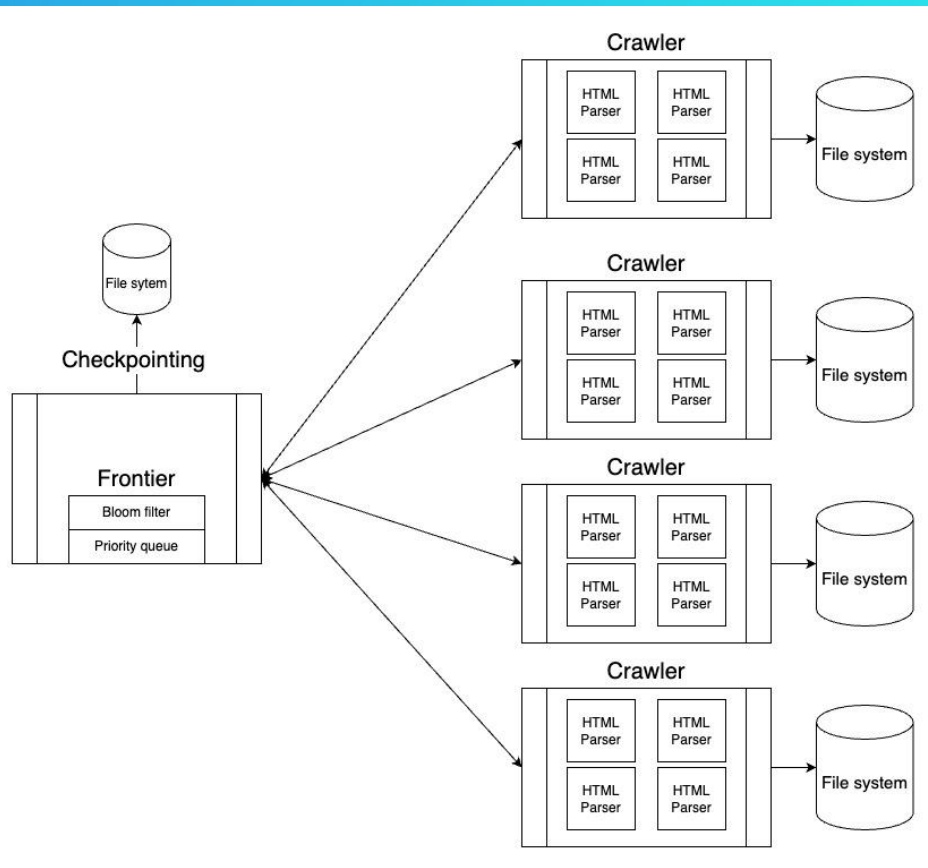 Crawler
HTML
Parser
HTML
Parser
HTML
Parser
HTML
Parser
File system
File sytem
Checkpointing
Frontier
Bloom filter
Priority queue
Crawler
HTML
Parser
HTML
Parser
HTML
Parser
HTML
Parser
File system
Crawler
HTML
Parser
HTML
Parser
HTML
Parser
HTML
Parser
File system
Crawler
HTML
Parser
HTML
Parser
HTML
Parser
HTML
Parser
File system